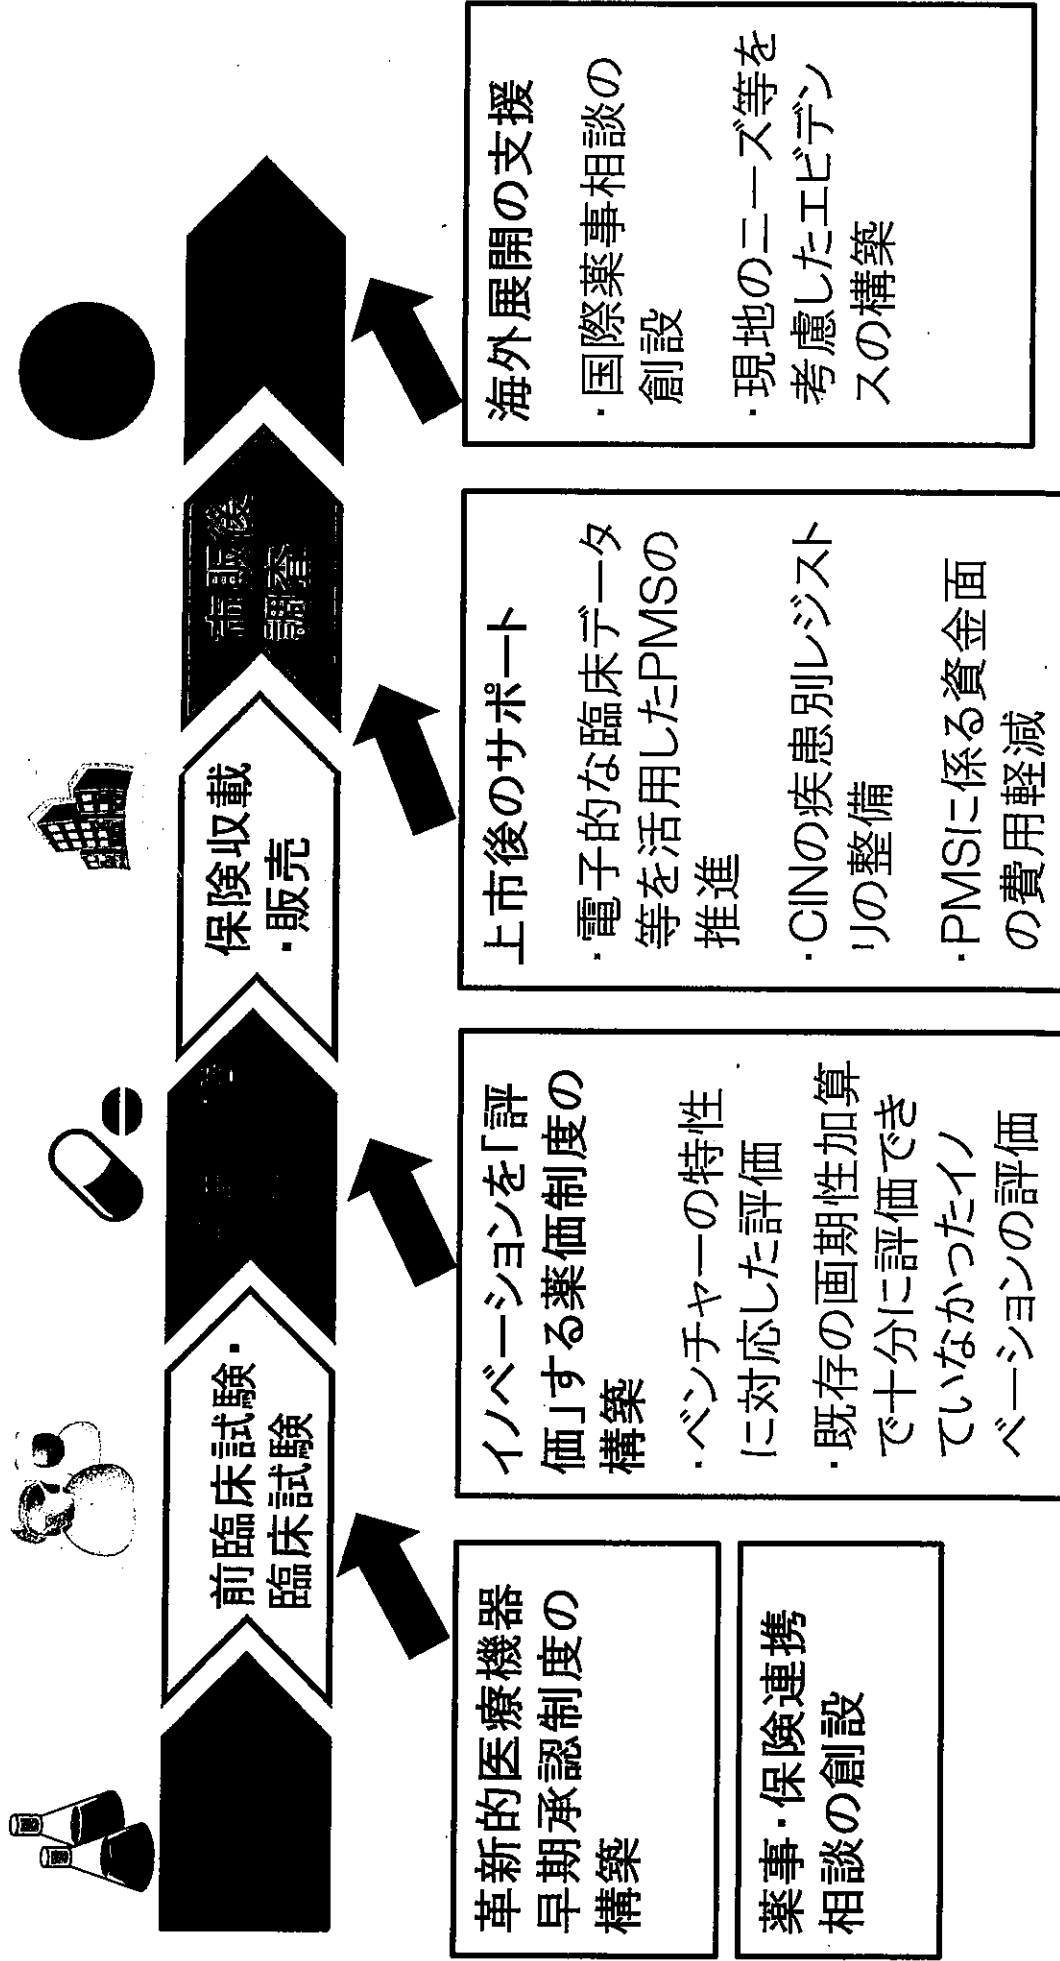 前臨床試験・
臨床試験
保険収載
・販売
市販後
調査
革新的医療機器
早期承認制度の
構築
薬事・保険連携
相談の創設
イノベーションを「評
価」する薬価制度の
構築
・ベンチャーの特性
に対応した評価
・既存の画期性加算
で十分に評価でき
ていなかったイノ
ベーションの評価
上市後のサポート
・電子的な臨床データ
等を活用したPMSの
推進
・CINの疾患別レジスト
リの整備
・PMSに係る資金面
の費用軽減
海外展開の支援
・国際薬事相談の
創設
・現地のニーズ等を
考慮したエビデン
スの構築